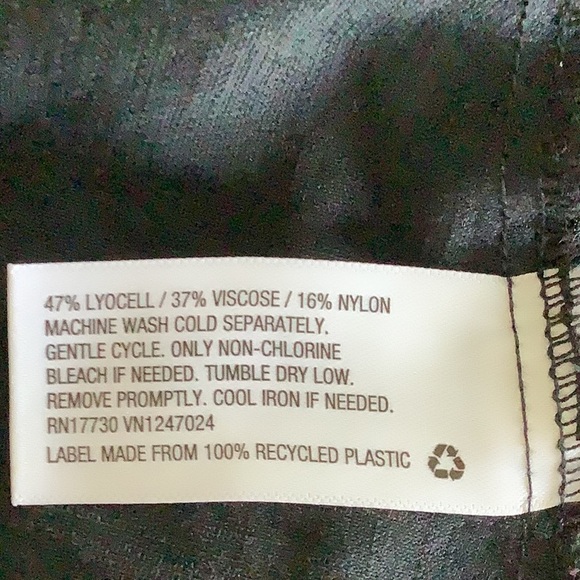 47% LYOCELL / 37% VISCOSE / 16% NYLON
MACHINE WASH COLD SEPARATELY.
GENTLE CYCLE. ONLY NON-CHLORINE
BLEACH IF NEEDED. TUMBLE DRY LOW.
REMOVE PROMPTLY. COOL IRON IF NEEDED.
RN17730 VN1247024
LABEL MADE FROM 100% RECYCLED PLASTIC